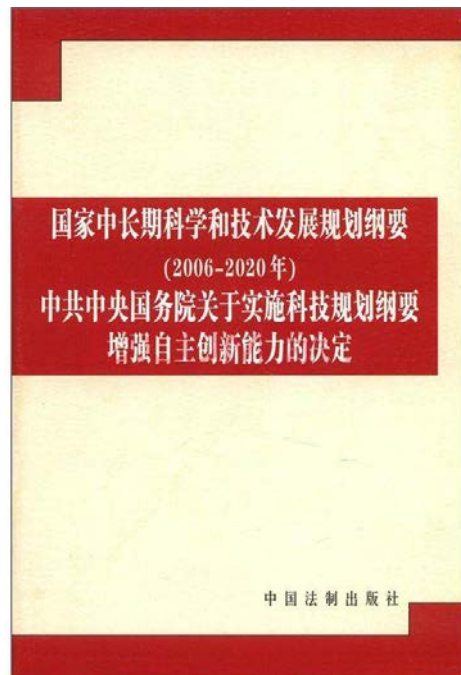 国家中长期科学和技术发展规划纲要
(2006-2020年)
中共中央国务院关于实施科技规划纲要
增强自主创新能力的决定
中国法制出版社